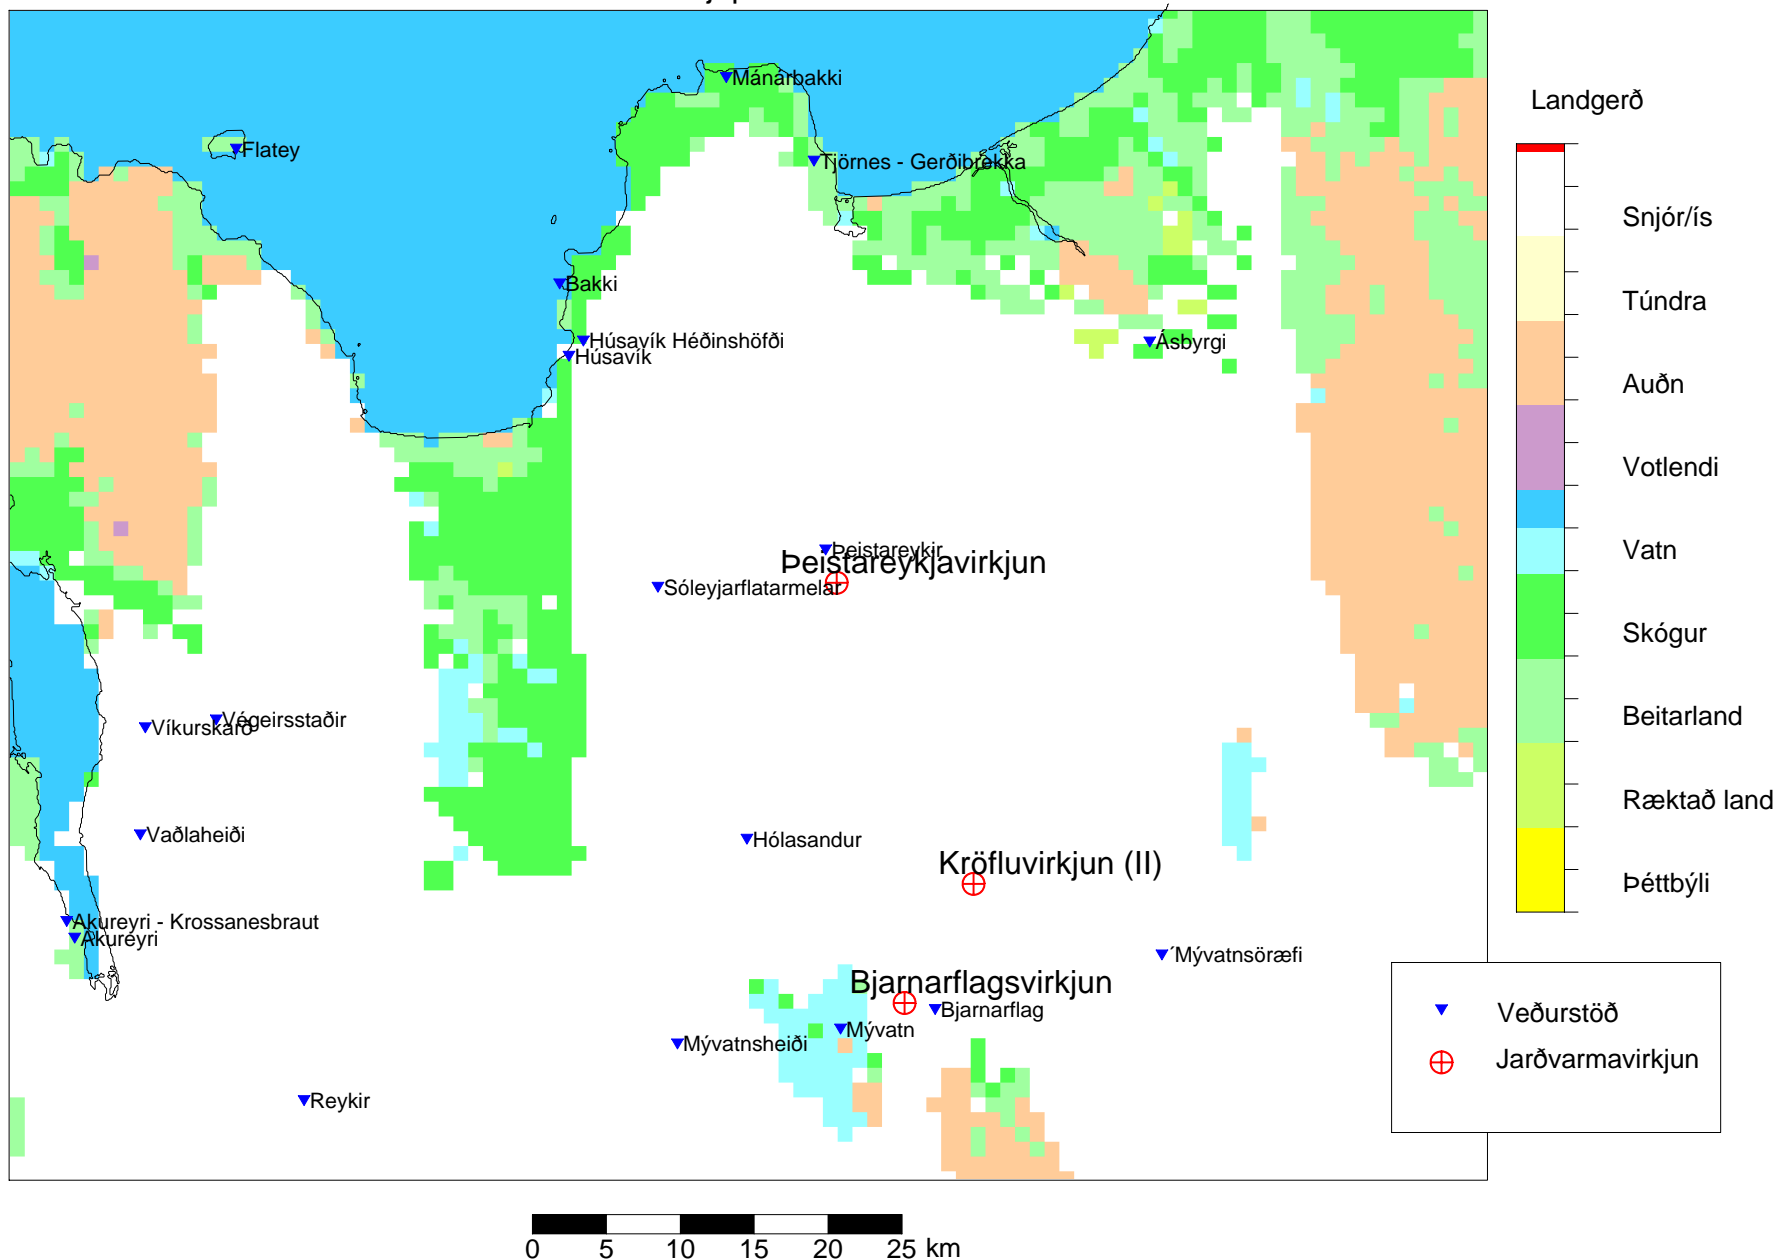 Mánárbakki
Flatey
Tjörnes - Gerðibrekka
Bakki
Húsavík Héðinshöfði
Húsavík
Ásbyrgi
Þeistareykir
Þeistareykjavirkjun
Sóleyjarflatarmelar
Végeirsstaðir
Víkurskarð
Vaðlaheiði
Hólasandur
Kröfluvirkjun (II)
Akureyri - Krossanesbraut
Akureyri
´Mývatnsöræfi
Bjarnarflagsvirkjun
Bjarnarflag
Mývatn
Mývatnsheiði
Reykir
Landgerð
Snjór/ís
Túndra
Auðn
Votlendi
Vatn
Skógur
Beitarland
Ræktað land
Þéttbýli
Veðurstöð
Jarðvarmavirkjun
0 5 10 15 20 25 km